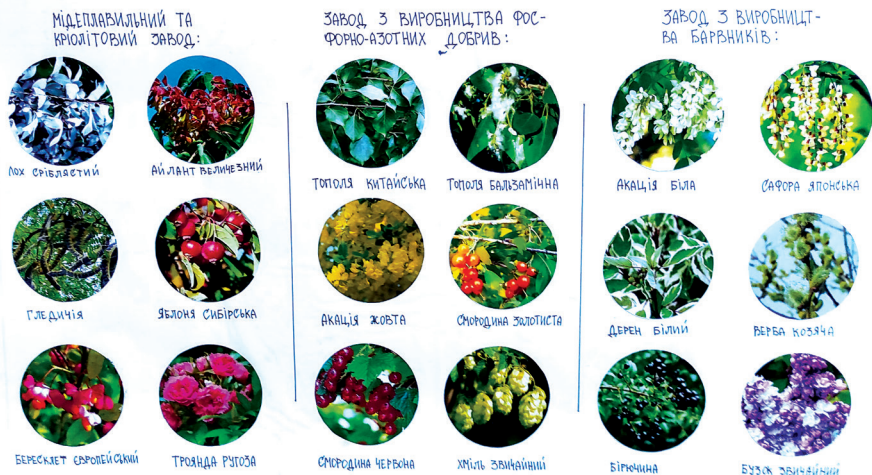 МІДЕПЛАВИЛЬНИЙ ТА
КРІОЛІТОВИЙ ЗАВОД:
ЛОХ СРІБЛЯСТИЙ
АЙЛАНТ ВЕЛИЧЕЗНИЙ
ГЛЕДИЧІЯ
ЯБЛОНЯ СИБІРСЬКА
БЕРЕСКЛЕТ ЄВРОПЕЙСЬКИЙ
ТРОЯНДА РУГОЗА
ЗАВОД З ВИРОБНИЦТВА ФОС-
ФОРНО-АЗОТНИХ ДОБРИВ:
ТОПОЛЯ КИТАЙСЬКА
ТОПОЛЯ БАЛЬЗАМІЧНА
АКАЦІЯ ЖОВТА
СМОРОДИНА ЗОЛОТИСТА
СМОРОДИНА ЧЕРВОНА
ХМІЛЬ ЗВИЧАЙНИЙ
ЗАВОД З ВИРОБНИЦТ-
ВА БАРВНИКІВ:
АКАЦІЯ БІЛА
САФОРА ЯПОНСЬКА
ДЕРЕН БІЛИЙ
ВЕРБА КОЗЯЧА
БІРЮЧИНА
БУЗОК ЗВИЧАЙНИЙ